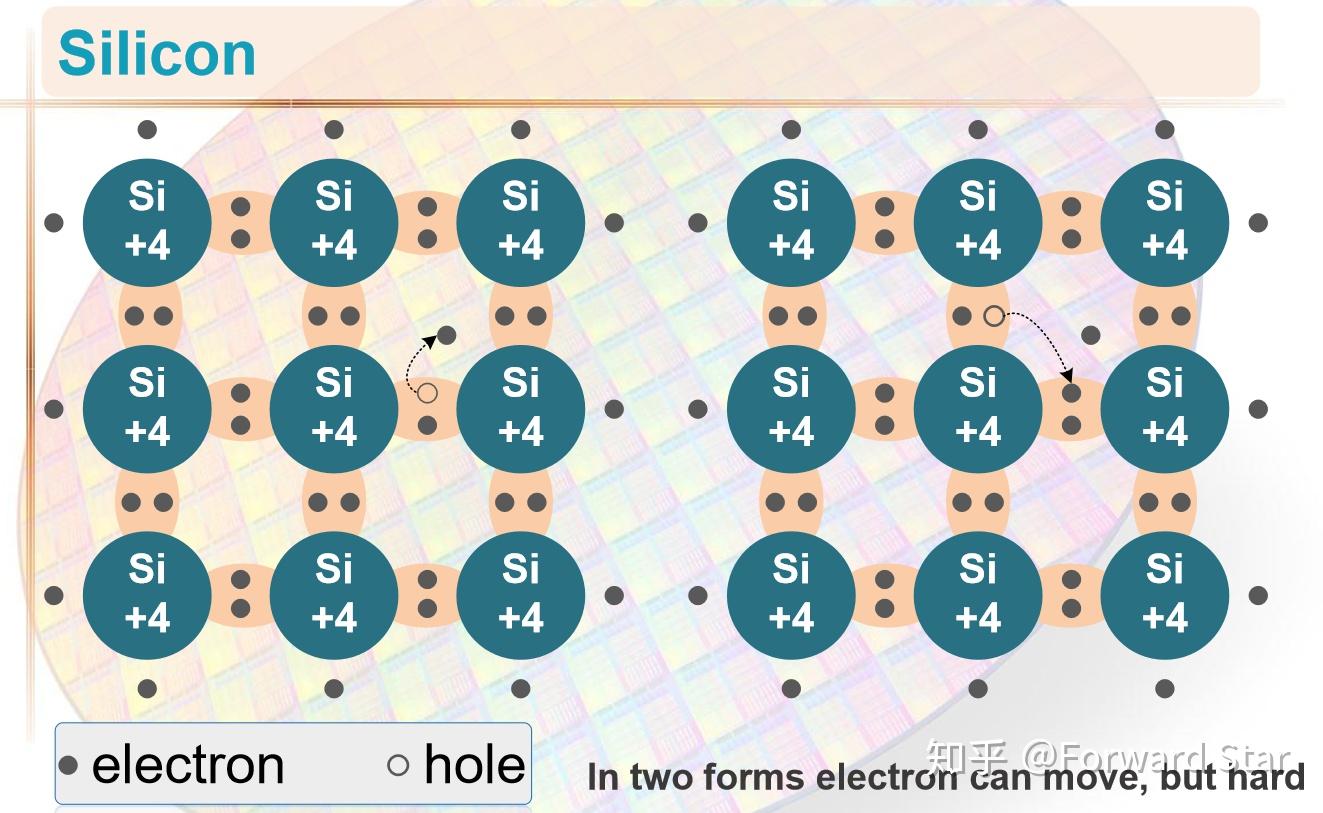 Silicon
Si Si Si Si Si Si
+4 +4 +4 +4 +4 +4
Si Si Si Si Si Si
+4 +4 +4 +4 +4 +4
Si Si Si Si Si Si
+4 +4 +4 +4 +4 +4
electron hole
知乎 @Forward Star
In two forms electron can move, but hard